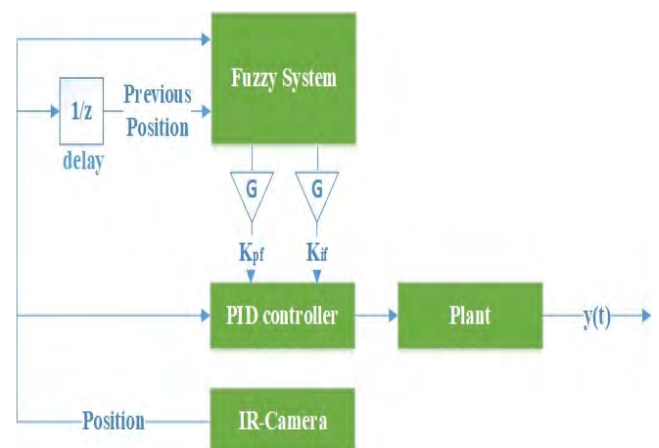 Fuzzy System
1/z
Previous
Position
delay
G
G
Kpf
Kif
PID controller
Plant
y(t)
Position
IR-Camera